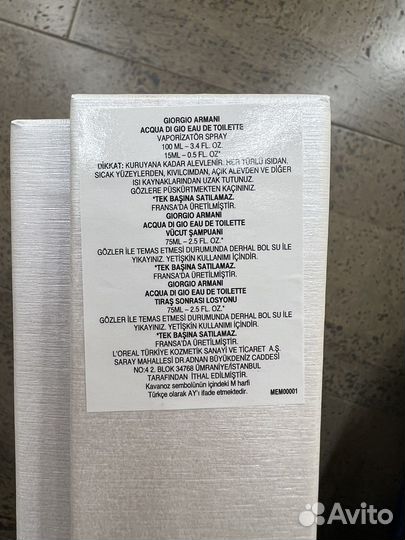 GIORGIO ARMANI
ACQUA DI GIO EAU DE TOILETTE
VAPORIZATÖR SPRAY
100 ML – 3.4 FL. OZ.
15ML – 0.5 FL. OZ.*
DİKKAT: KURUYANA KADAR ALEVLENİR. HER TÜRLÜ ISIDAN,
SICAK YÜZEYLERDEN, KIVILCIMDAN, AÇIK ALEVDEN VE DİĞER
ISI KAYNAKLARINDAN UZAK TUTUNUZ.
GÖZLERE PÜSKÜRTMEKTEN KAÇININIZ.
*TEK BAŞINA SATILAMAZ.
FRANSA'DA ÜRETİLMİŞTİR.
GIORGIO ARMANI
ACQUA DI GIO EAU DE TOILETTE
VÜCUT ŞAMPUANI
75ML – 2.5 FL. OZ.*
GÖZLER İLE TEMAS ETMESİ DURUMUNDA DERHAL BOL SU İLE
YIKAYINIZ. YETİŞKİN KULLANIMI İÇİNDİR.
*TEK BAŞINA SATILAMAZ.
FRANSA'DA ÜRETİLMİŞTİR.
GIORGIO ARMANI
ACQUA DI GIO EAU DE TOILETTE
TIRAŞ SONRASI LOSYONU
75ML – 2.5 FL. OZ.*
GÖZLER İLE TEMAS ETMESİ DURUMUNDA DERHAL BOL SU İLE
YIKAYINIZ. YETİŞKİN KULLANIMI İÇİNDİR.
*TEK BAŞINA SATILAMAZ.
FRANSA'DA ÜRETİLMİŞTİR.
L'OREAL TÜRKİYE KOZMETİK SANAYİ VE TİCARET A.Ş.
SARAY MAHALLESİ DR.ADNAN BÜYÜKDENİZ CADDESİ
NO:4 2. BLOK 34768 ÜMRANİYE/İSTANBUL
TARAFINDAN İTHAL EDİLMİŞTİR.
Kavanoz sembolünün içindeki M harfi
Türkçe olarak AY'ı ifade etmektedir. MEM00001
Avito